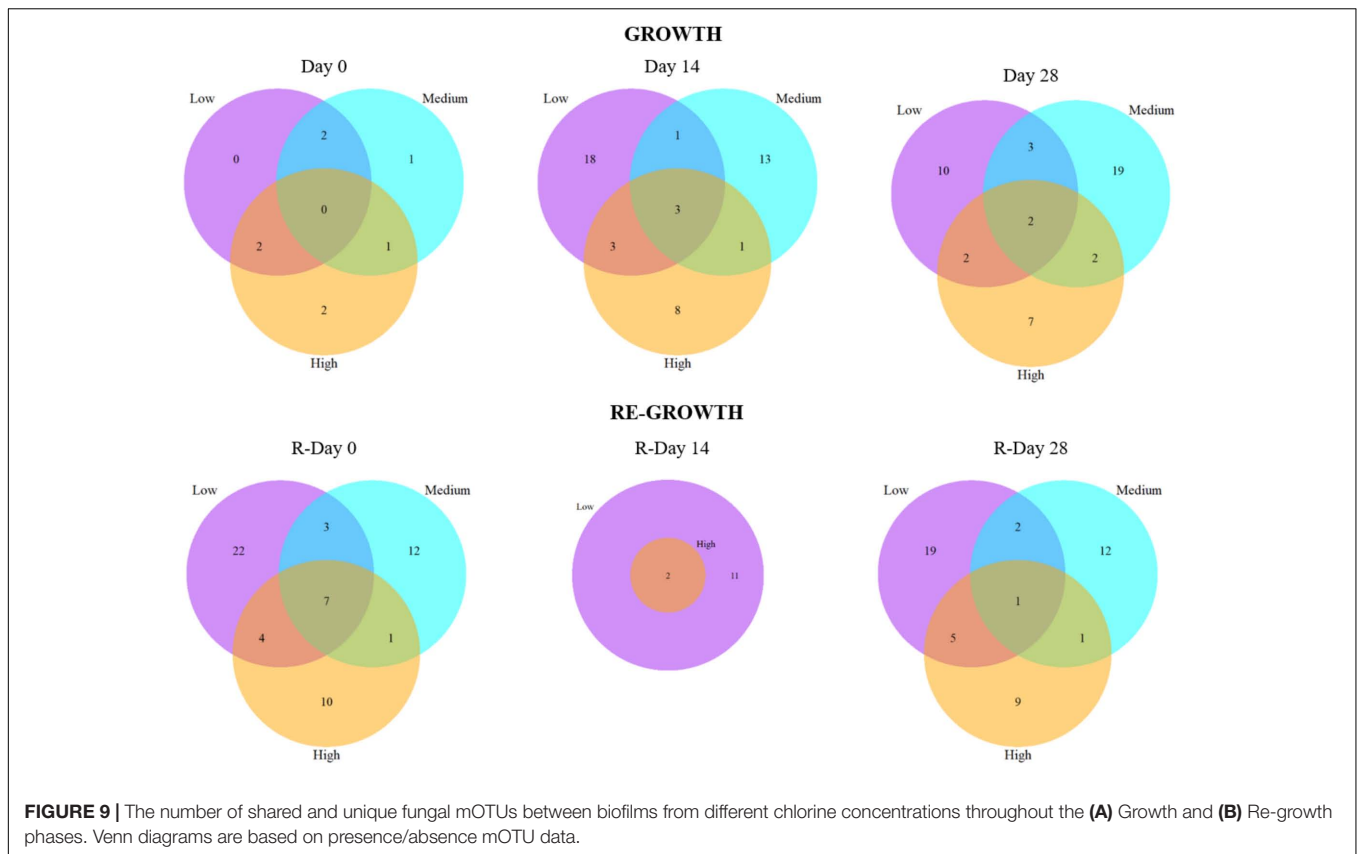 GROWTH
Day 0
Low
Medium
2
0
1
0
2
1
2
High
Day 14
Low
Medium
1
18
13
3
3
1
8
High
Day 28
Low
Medium
3
10
19
2
2
2
7
High
RE-GROWTH
R-Day 0
Low
Medium
3
22
12
7
4
1
10
High
R-Day 14
Low
High
2
11
R-Day 28
Low
Medium
2
19
12
1
5
1
9
High
FIGURE 9 | The number of shared and unique fungal mOTUs between biofilms from different chlorine concentrations throughout the (A) Growth and (B) Re-growth
phases. Venn diagrams are based on presence/absence mOTU data.